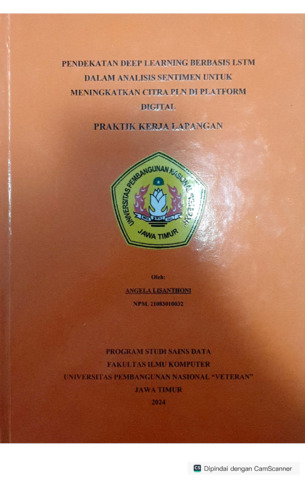 PENDEKATAN DEEP LEARNING BERBASIS LSTM
DALAM ANALISIS SENTIMEN UNTUK
MENINGKATKAN CITRA PLN DI PLATFORM
DIGITAL
PRAKTIK KERJA LAPANGAN
UNIVERSITAS PEMBANGUNAN NASIONAL
JAWA TIMUR
Oleh:
ANGELA LISANTHONI
NPM. 21083010032
PROGRAM STUDI SAINS DATA
FAKULTAS ILMU KOMPUTER
UNIVERSITAS PEMBANGUNAN NASIONAL "VETERAN"
JAWA TIMUR
2024
Dipindai dengan CamScanner